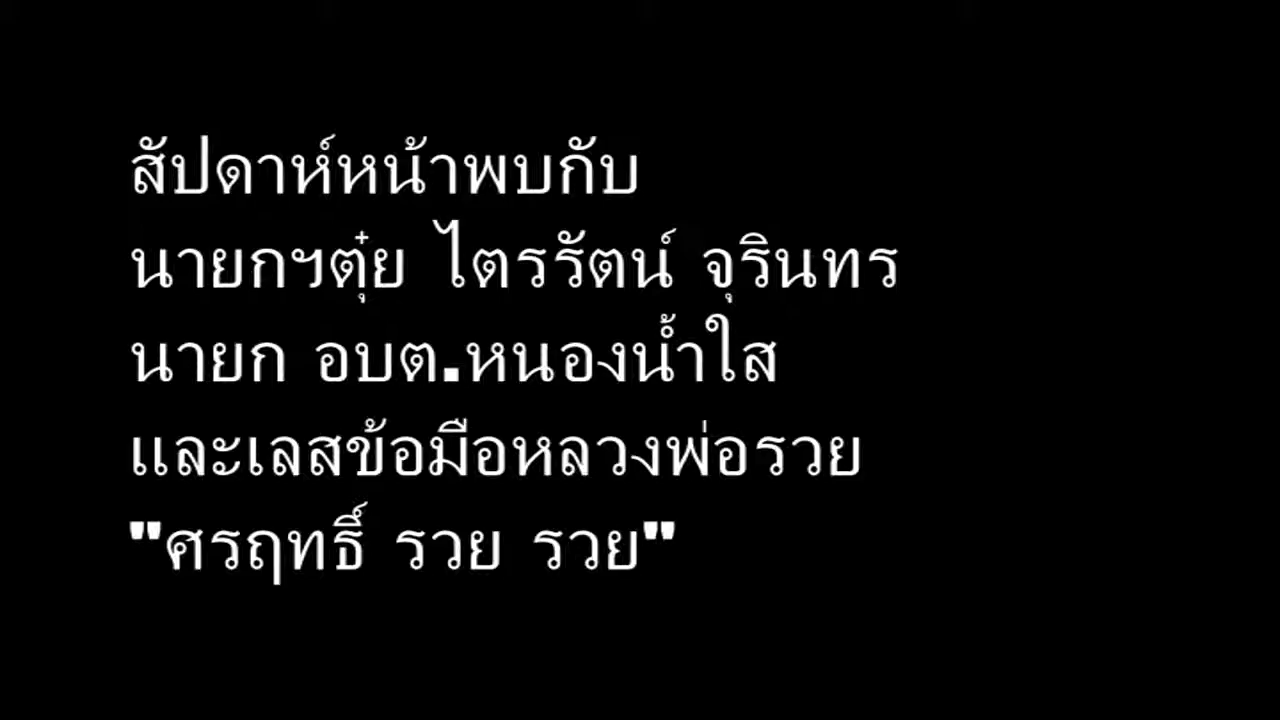 สัปดาห์หน้าพบกับ
นายกฯตุ๋ย ไตรรัตน์ จุรินทร
นายก อบต.หนองน้ำใส
และเลสข้อมือหลวงพ่อรวย
"ศรฤทธิ์ รวย รวย"